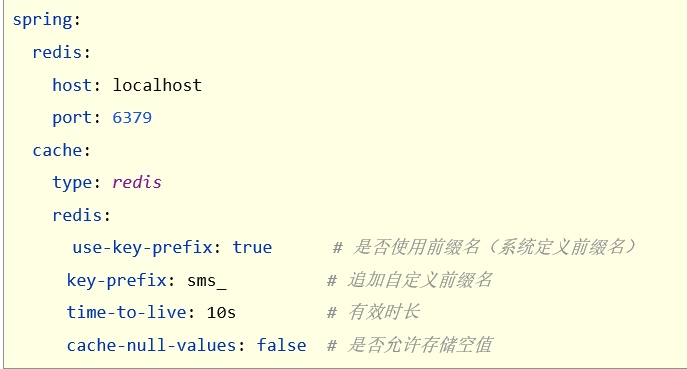 spring:
  redis:
    host: localhost
    port: 6379
  cache:
    type: redis
    redis:
      use-key-prefix: true      # 是否使用前缀名（系统定义前缀名）
      key-prefix: sms_          # 追加自定义前缀名
      time-to-live: 10s         # 有效时长
      cache-null-values: false  # 是否允许存储空值